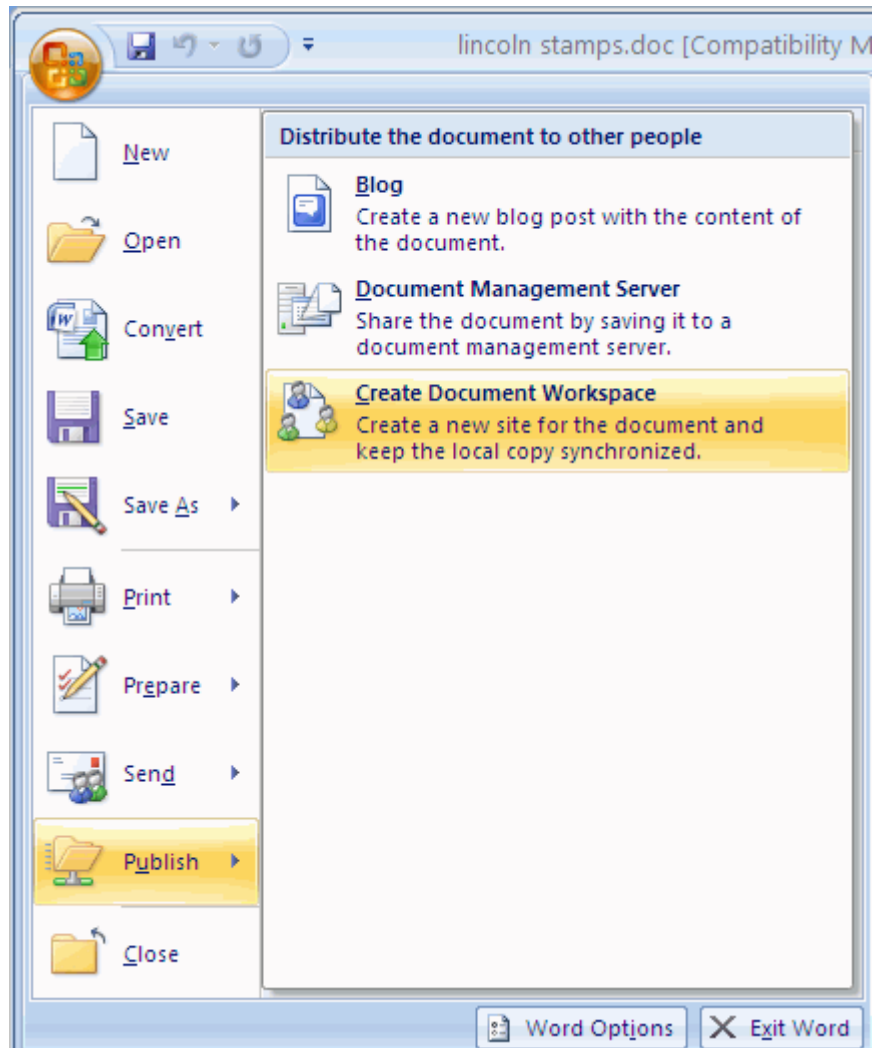 lincoln stamps.doc [Compatibility M
New
Open
Convert
Save
Save As
Print
Prepare
Send
Publish
Close
Distribute the document to other people
Blog
Create a new blog post with the content of
the document.
Document Management Server
Share the document by saving it to a
document management server.
Create Document Workspace
Create a new site for the document and
keep the local copy synchronized.
Word Options
Exit Word